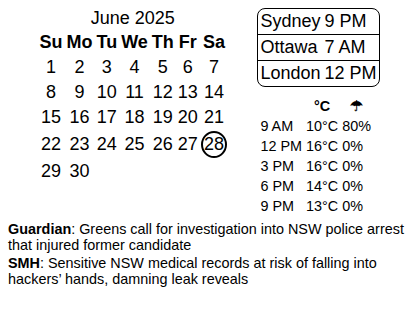 June 2025
Su Mo Tu We Th Fr Sa
1 2 3 4 5 6 7
8 9 10 11 12 13 14
15 16 17 18 19 20 21
22 23 24 25 26 27 28
29 30
Sydney 9 PM
Ottawa 7 AM
London 12 PM
°C ☂
9 AM 10°C 80%
12 PM 16°C 0%
3 PM 16°C 0%
6 PM 14°C 0%
9 PM 13°C 0%
Guardian: Greens call for investigation into NSW police arrest
that injured former candidate
SMH: Sensitive NSW medical records at risk of falling into
hackers’ hands, damning leak reveals